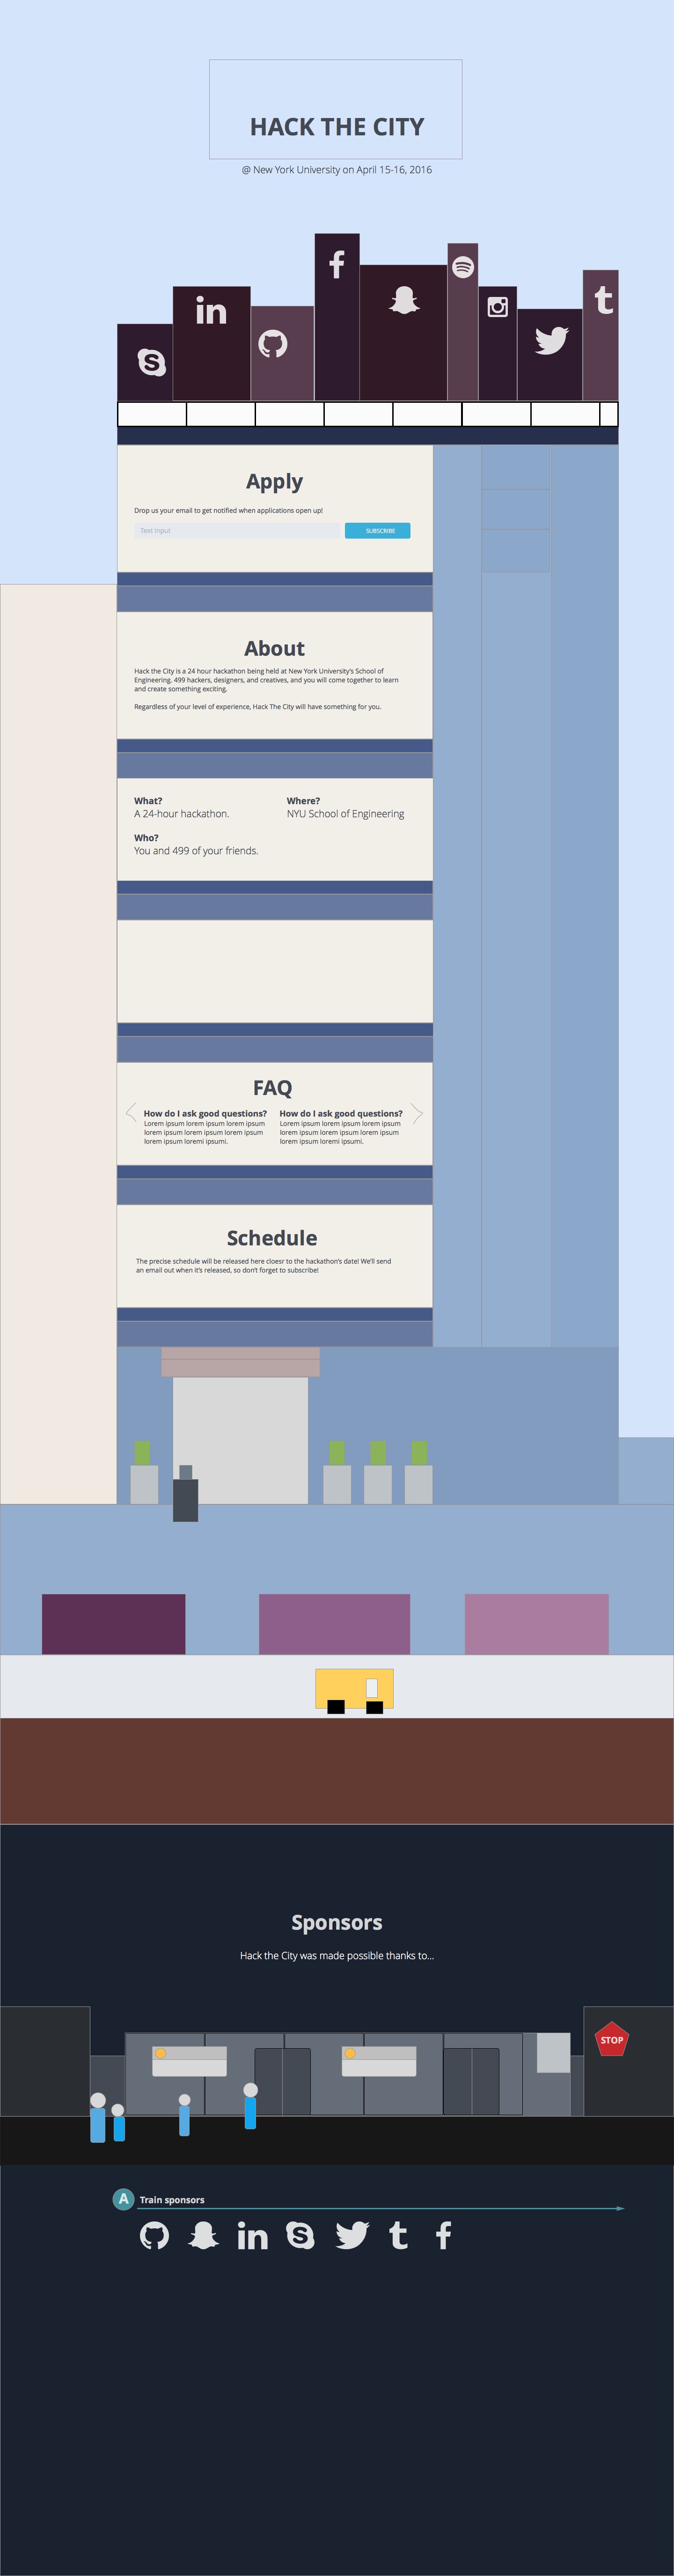 HACK THE CITY
@ New York University on April 15-16, 2016
Apply
Drop us your email to get notified when applications open up!
Text Input
SUBSCRIBE
About
Hack the City is a 24 hour hackathon being held at New York University's School of
Engineering. 499 hackers, designers, and creatives, and you will come together to learn
and create something exciting.
Regardless of your level of experience, Hack The City will have something for you.
What?
A 24-hour hackathon.
Where?
NYU School of Engineering
Who?
You and 499 of your friends.
FAQ
How do I ask good questions?
Lorem ipsum lorem ipsum lorem ipsum
lorem ipsum lorem ipsum lorem ipsum
lorem ipsum loremi ipsumi.
How do I ask good questions?
Lorem ipsum lorem ipsum lorem ipsum
lorem ipsum lorem ipsum lorem ipsum
lorem ipsum loremi ipsumi.
Schedule
The precise schedule will be released here cloesr to the hackathon's date! We'll send
an email out when it's released, so don't forget to subscribe!
Sponsors
Hack the City was made possible thanks to...
STOP
A Train sponsors